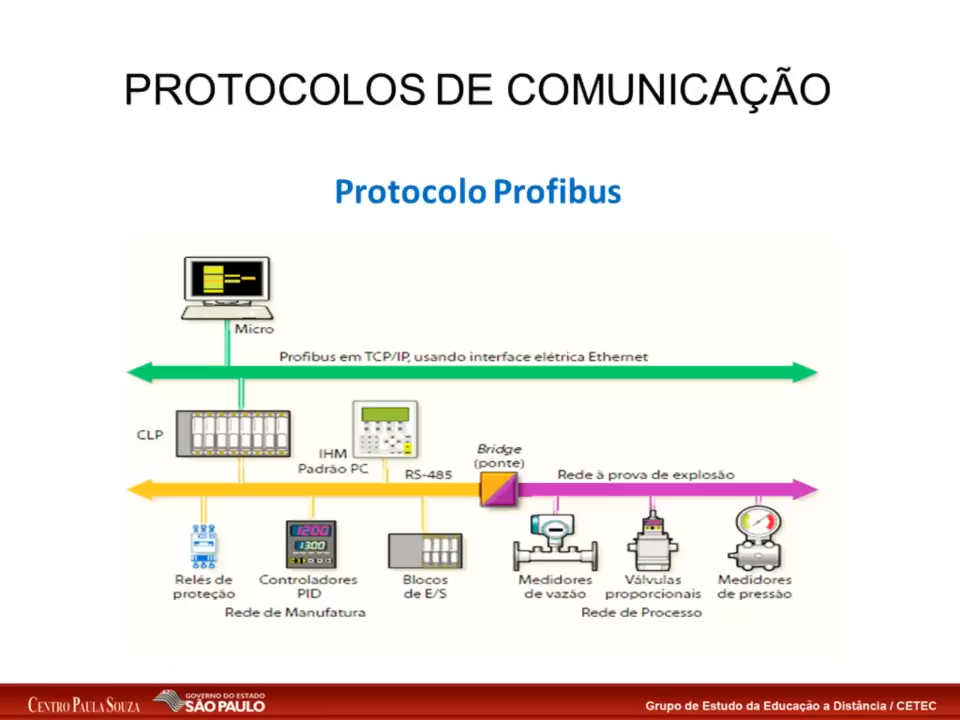 PROTOCOLOS DE COMUNICAÇÃO
Protocolo Profibus
Micro
Profibus em TCP/IP, usando interface elétrica Ethernet
CLP
IHM
Padrão PC
RS-485
Bridge
(ponte)
Rede à prova de explosão
1200
1300
Relés de
proteção
Controladores
PID
Blocos
de E/S
Medidores
de vazão
Válvulas
proporcionais
Medidores
de pressão
Rede de Manufatura
Rede de Processo
CENTRO PAULA SOUZA
GOVERNO DO ESTADO
SÃO PAULO
Grupo de Estudo da Educação a Distância / CETEC